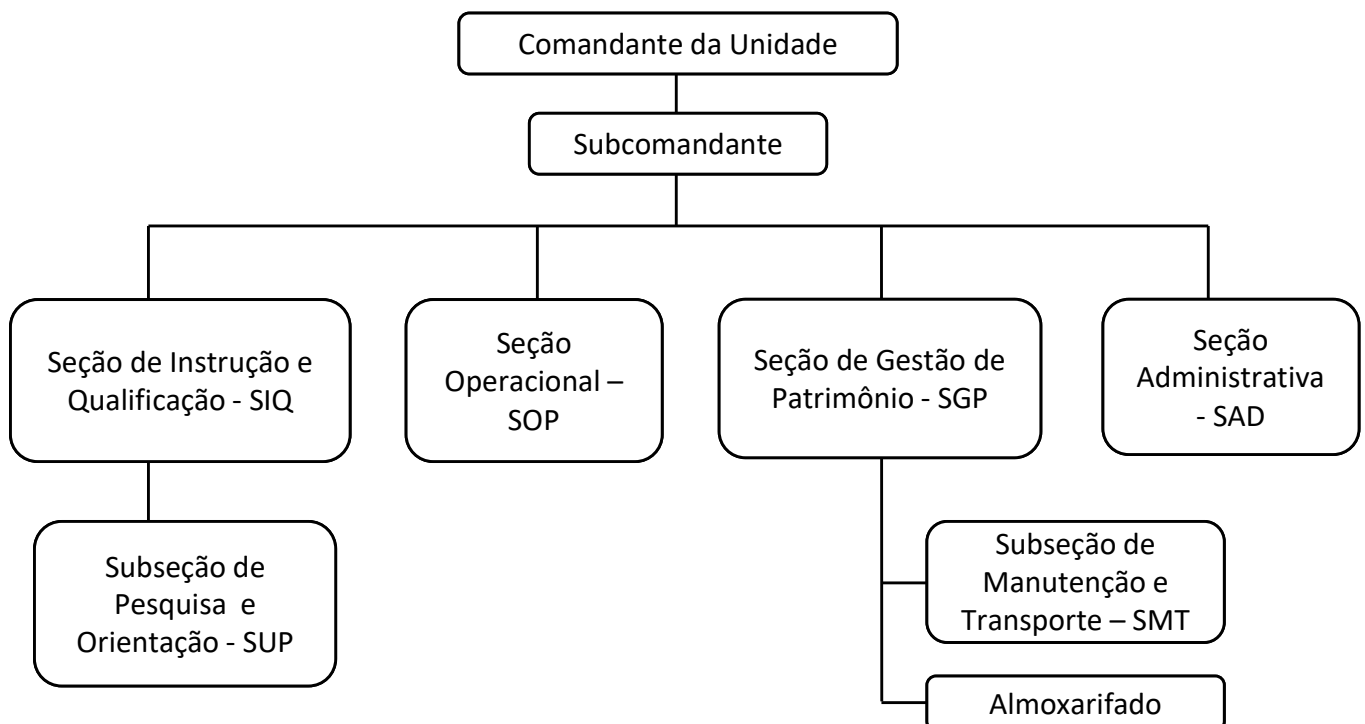 Comandante da Unidade
Subcomandante
Seção de Instrução e
Qualificação - SIQ
Seção
Operacional –
SOP
Seção de Gestão de
Patrimônio - SGP
Seção
Administrativa
- SAD
Subseção de
Pesquisa e
Orientação - SUP
Subseção de
Manutenção e
Transporte – SMT
Almoxarifado